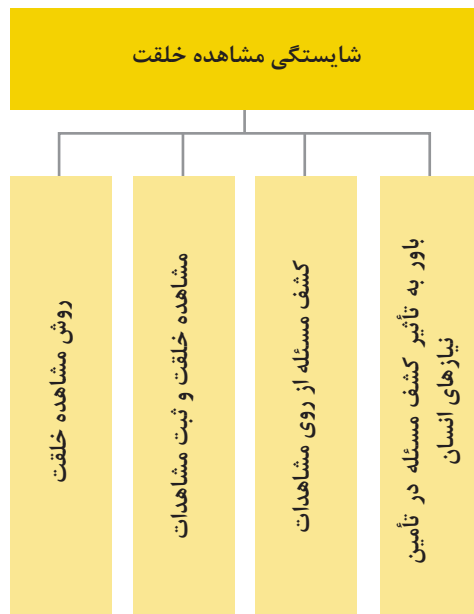 شایستگی مشاهده خلقت
باور به تأثیر کشف مسئله در تأمین
نیازهای انسان
کشف مسئله از روی مشاهدات
مشاهده خلقت و ثبت مشاهدات
روش مشاهده خلقت